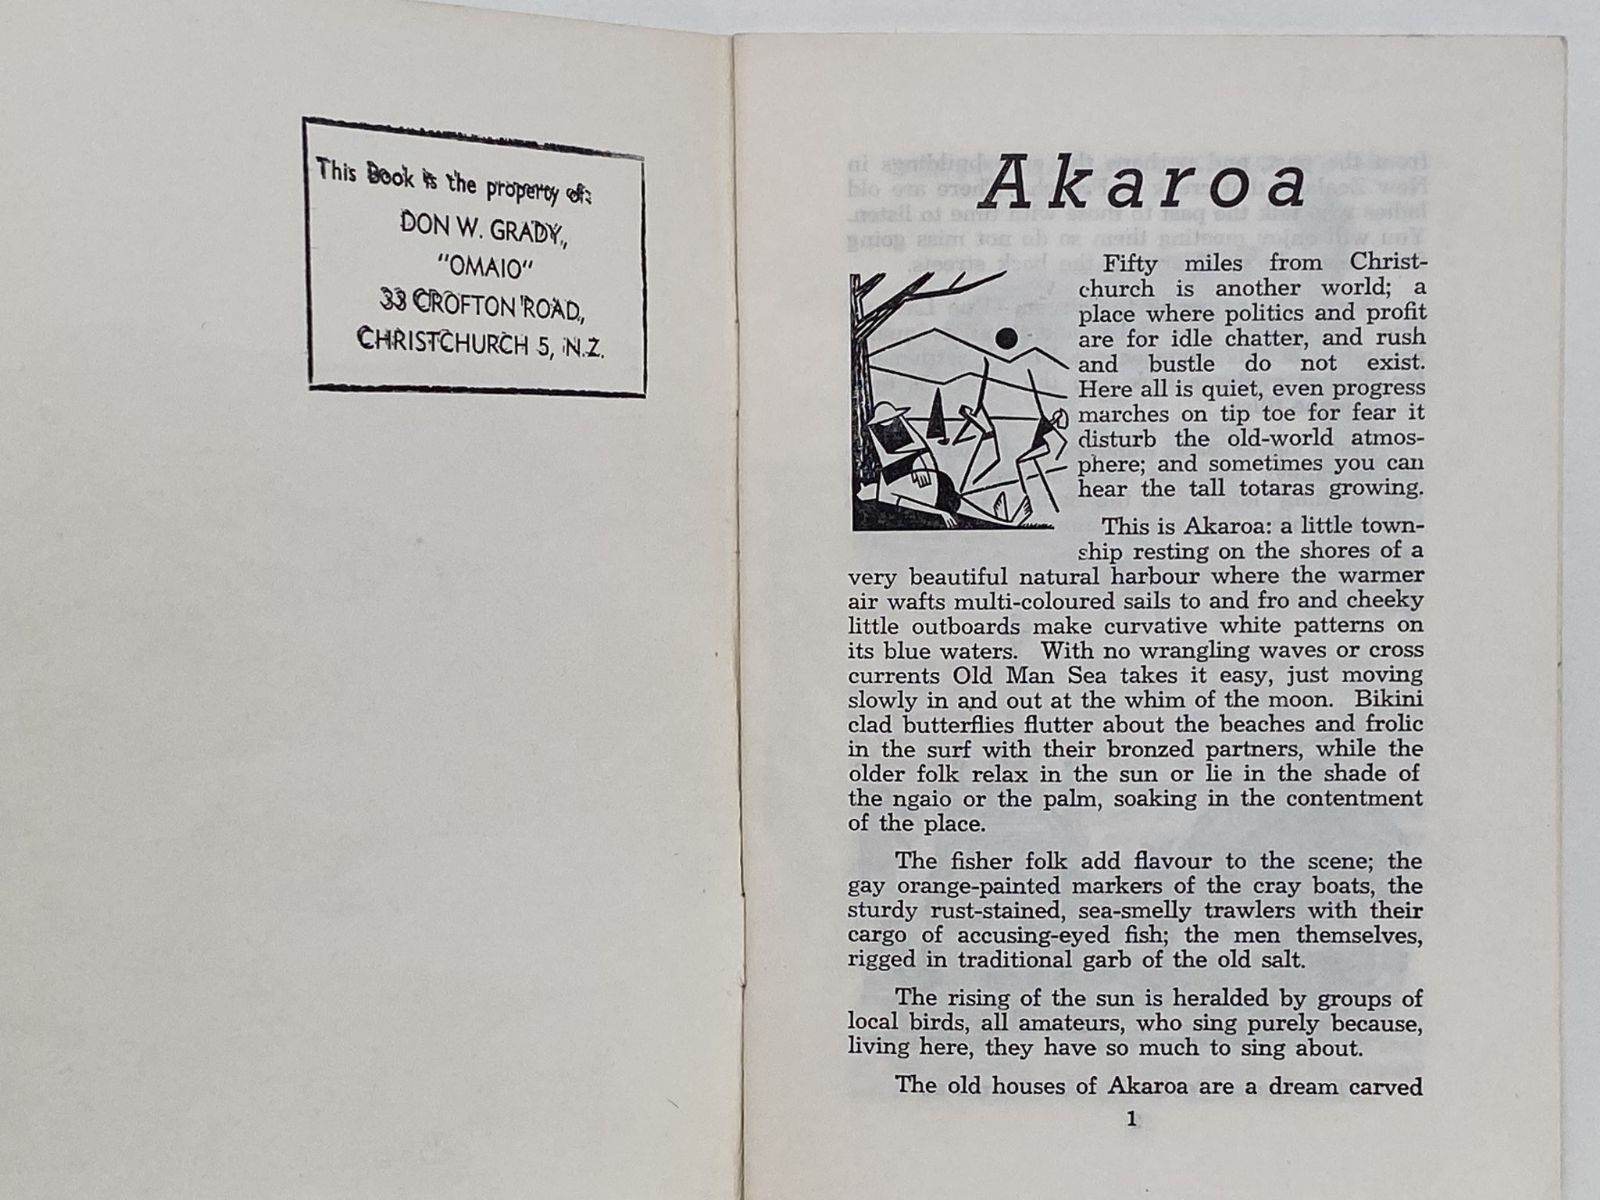 This Book is the property of:
DON W. GRADY,
"OMAIO"
33 CROFTON ROAD,
CHRISTCHURCH 5, N.Z.
Akaroa
Fifty miles from Christ-
church is another world; a
place where politics and profit
are for idle chatter, and rush
and bustle do not exist.
Here all is quiet, even progress
marches on tip toe for fear it
disturb the old-world atmos-
phere; and sometimes you can
hear the tall totaras growing.
This is Akaroa: a little town-
ship resting on the shores of a
very beautiful natural harbour where the warmer
air wafts multi-coloured sails to and fro and cheeky
little outboards make curvative white patterns on
its blue waters. With no wrangling waves or cross
currents Old Man Sea takes it easy, just moving
slowly in and out at the whim of the moon. Bikini
clad butterflies flutter about the beaches and frolic
in the surf with their bronzed partners, while the
older folk relax in the sun or lie in the shade of
the ngaio or the palm, soaking in the contentment
of the place.
The fisher folk add flavour to the scene; the
gay orange-painted markers of the cray boats, the
sturdy rust-stained, sea-smelly trawlers with their
cargo of accusing-eyed fish; the men themselves,
rigged in traditional garb of the old salt.
The rising of the sun is heralded by groups of
local birds, all amateurs, who sing purely because,
living here, they have so much to sing about.
The old houses of Akaroa are a dream carved
1